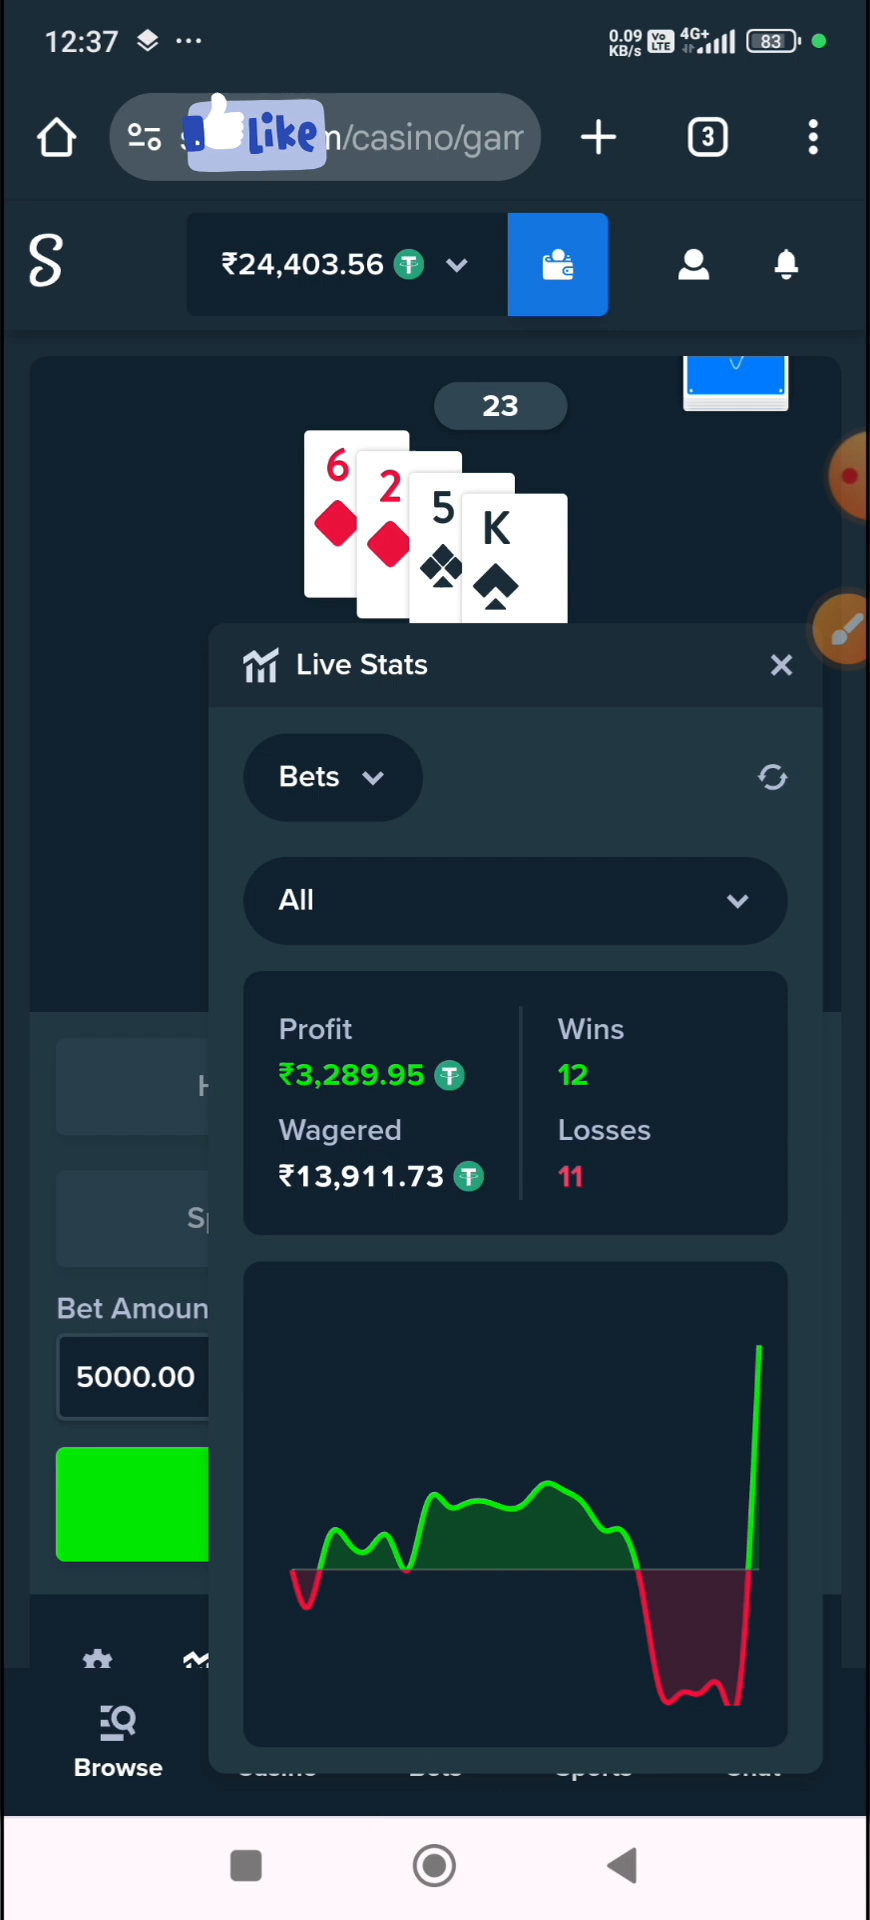 12:37
0.09 KB/s Vo LTE 4G+ 83
like /casino/gam
3
S
₹24,403.56
23
6
2
5
K
Live Stats
Bets
All
Profit
Wins
₹3,289.95
12
Wagered
Losses
₹13,911.73
11
Bet Amoun
5000.00
Browse